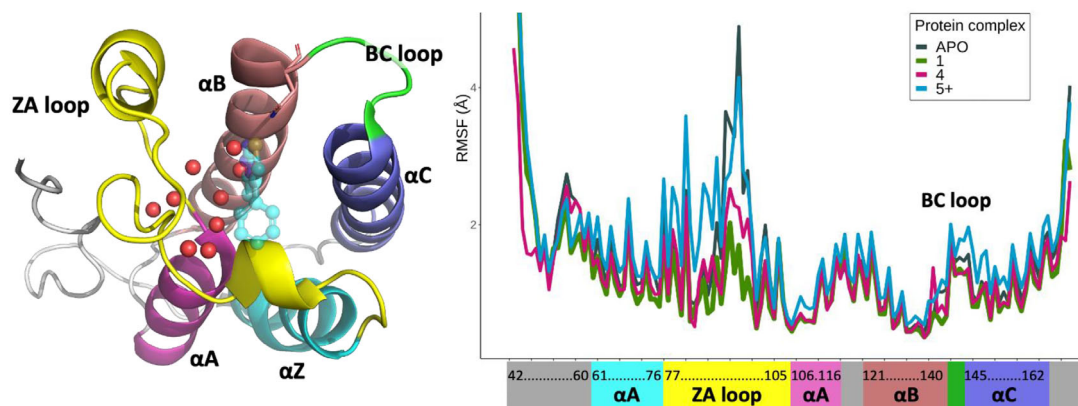 ZA loop
αB
BC loop
αC
αA
αZ
RMSF (Å)
4
2
Protein complex
APO
1
4
5+
BC loop
42.............60 61..........76 77......................105 106.116 121.........140 145.........162
αA ZA loop αA αB αC